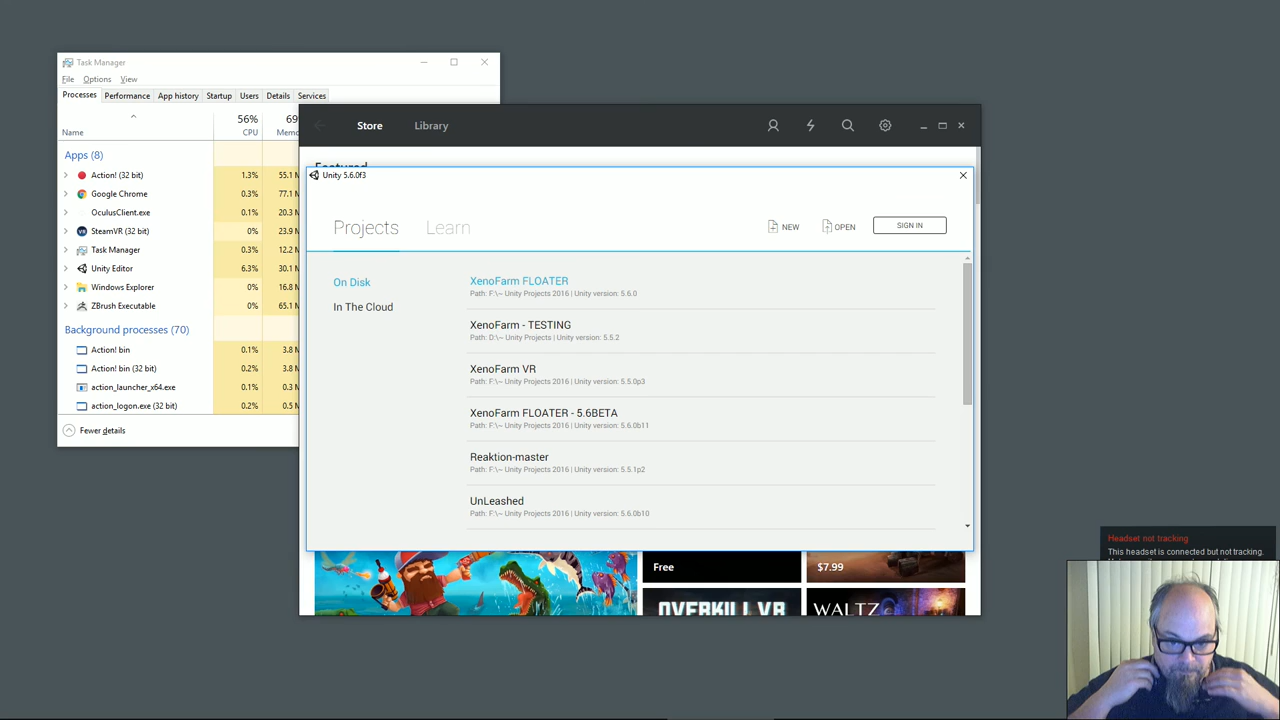 Task Manager
File Options View
Processes Performance App history Startup Users Details Services
56% 69
Name CPU Memo
Apps (8)
Action! (32 bit) 1.3% 55.1 M
Google Chrome 0.3% 77.1 M
OculusClient.exe 0.1% 20.3 M
SteamVR (32 bit) 0% 23.9 M
Task Manager 0.3% 12.2 M
Unity Editor 6.3% 30.1 M
Windows Explorer 0% 16.8 M
ZBrush Executable 0% 65.1 M
Background processes (70)
Action! bin 0.1% 3.8 M
Action! bin (32 bit) 0.2% 3.8 M
action_launcher_x64.exe 0.1% 0.3 M
action_logon.exe (32 bit) 0.2% 0.5 M
Fewer details
Store Library
Featured
Unity 5.6.0f3
Projects Learn
NEW OPEN SIGN IN
On Disk
In The Cloud
XenoFarm FLOATER
Path: F:\~ Unity Projects 2016 | Unity version: 5.6.0
XenoFarm - TESTING
Path: D:\~ Unity Projects | Unity version: 5.5.2
XenoFarm VR
Path: F:\~ Unity Projects 2016 | Unity version: 5.5.0p3
XenoFarm FLOATER - 5.6BETA
Path: F:\~ Unity Projects 2016 | Unity version: 5.6.0b11
Reaktion-master
Path: F:\~ Unity Projects 2016 | Unity version: 5.5.1p2
UnLeashed
Path: F:\~ Unity Projects 2016 | Unity version: 5.6.0b10
Free
$7.99
OVERKILL VR
WALTZ
Headset not tracking
This headset is connected but not tracking.